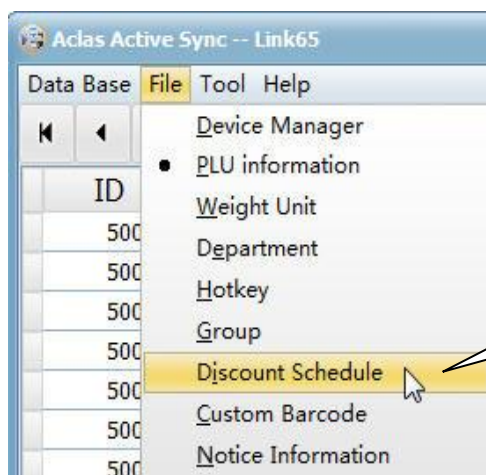 Aclas Active Sync -- Link65
Data Base File Tool Help
Device Manager
PLU information
ID
Weight Unit
500
Department
500
Hotkey
500
Group
500
Discount Schedule
500
Custom Barcode
500
Notice Information
500